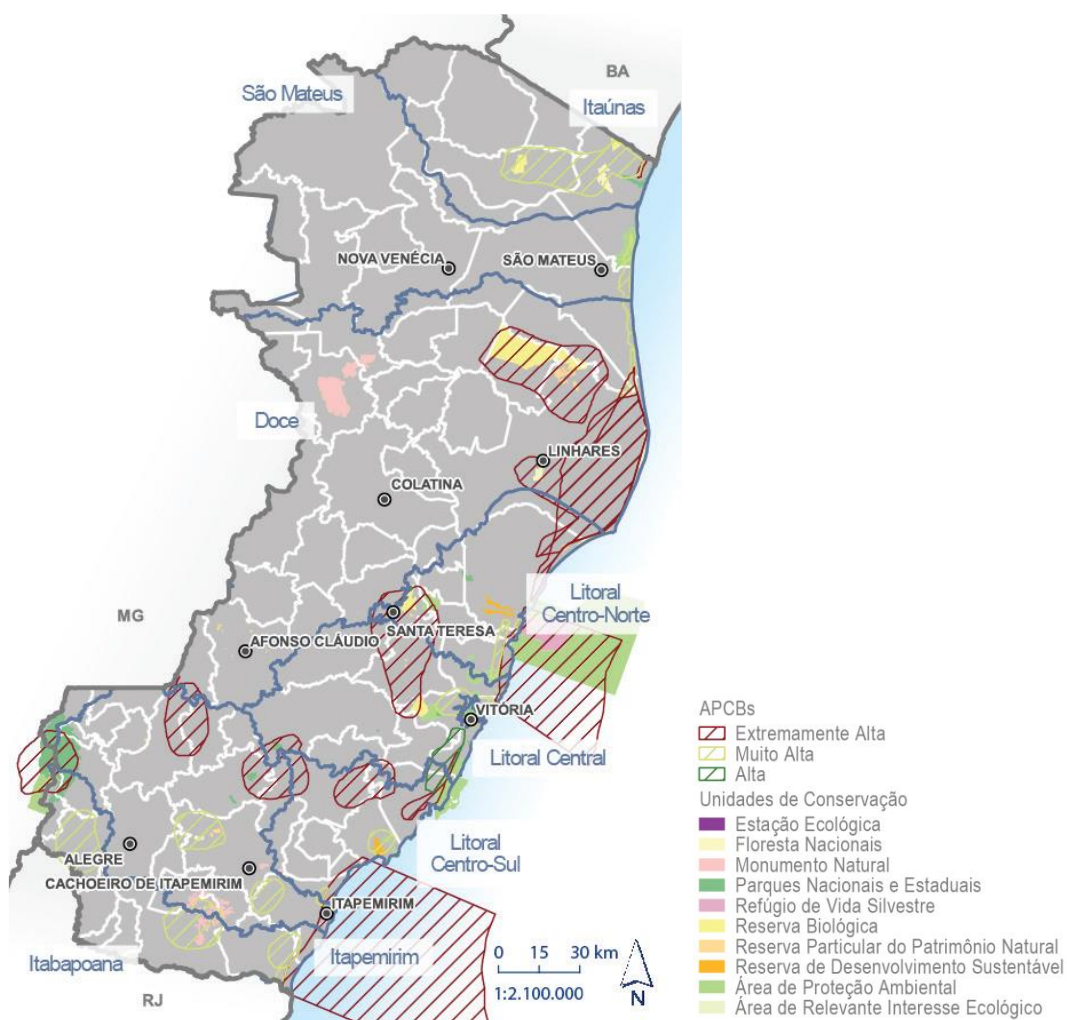 BA
São Mateus
Itaúnas
NOVA VENÉCIA
SÃO MATEUS
Doce
LINHARES
COLATINA
Litoral
Centro-Norte
MG
SANTA TERESA
AFONSO CLÁUDIO
VITÓRIA
Litoral Central
ALEGRE
Litoral
Centro-Sul
CACHOEIRO DE ITAPEMIRIM
ITAPEMIRIM
Itabapoana
Itapemirim
RJ
0 15 30 km
1:2.100.000
N
APCBs
Extremamente Alta
Muito Alta
Alta
Unidades de Conservação
Estação Ecológica
Floresta Nacionais
Monumento Natural
Parques Nacionais e Estaduais
Refúgio de Vida Silvestre
Reserva Biológica
Reserva Particular do Patrimônio Natural
Reserva de Desenvolvimento Sustentável
Área de Proteção Ambiental
Área de Relevante Interesse Ecológico